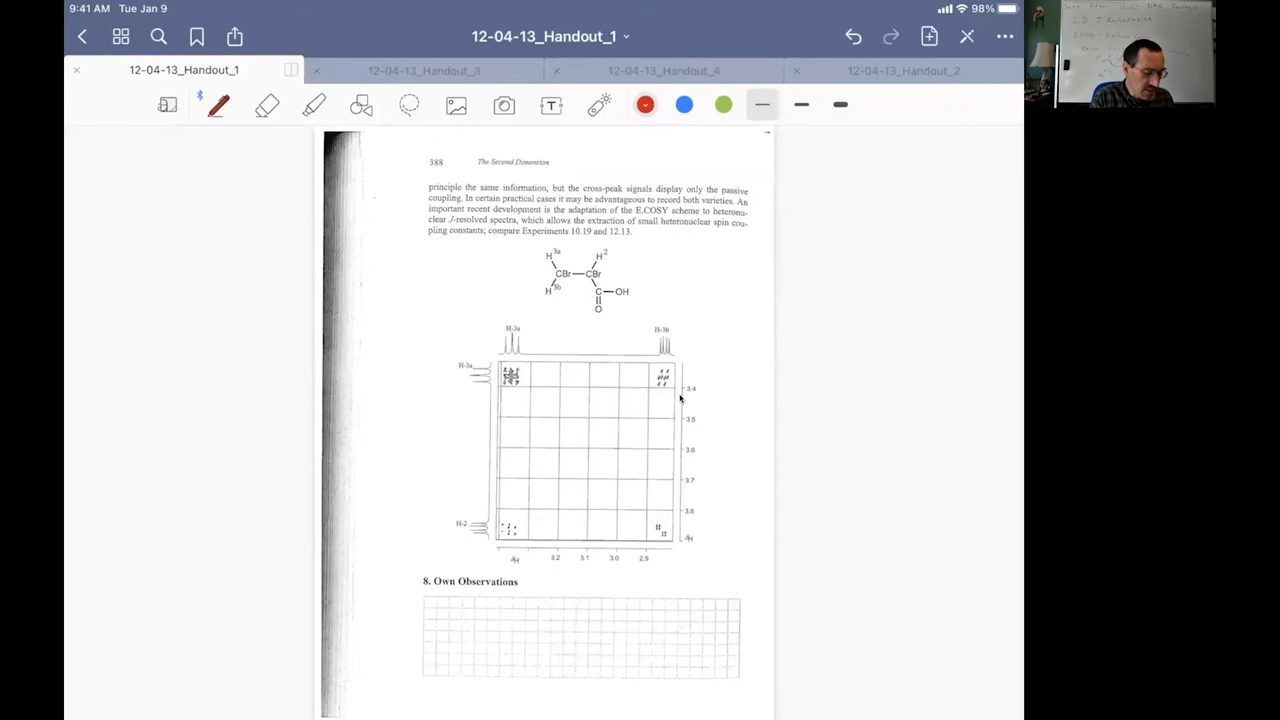 9:41 AM Tue Jan 9
98%
12-04-13_Handout_1
12-04-13_Handout_1
12-04-13_Handout_3
12-04-13_Handout_4
12-04-13_Handout_2
388 The Second Dimension
principle the same information, but the cross-peak signals display only the passive
coupling. In certain practical cases it may be advantageous to record both varieties. An
important recent development is the adaptation of the E.COSY scheme to heteronu-
clear J-resolved spectra, which allows the extraction of small heteronuclear spin cou-
pling constants; compare Experiments 10.19 and 12.13.
H3a H2
CBr—CBr
H3b C—OH
O
H-3a H-3b
H-3a
3.4
3.5
3.6
3.7
3.8
H-2
δH
δH 3.2 3.1 3.0 2.9
8. Own Observations